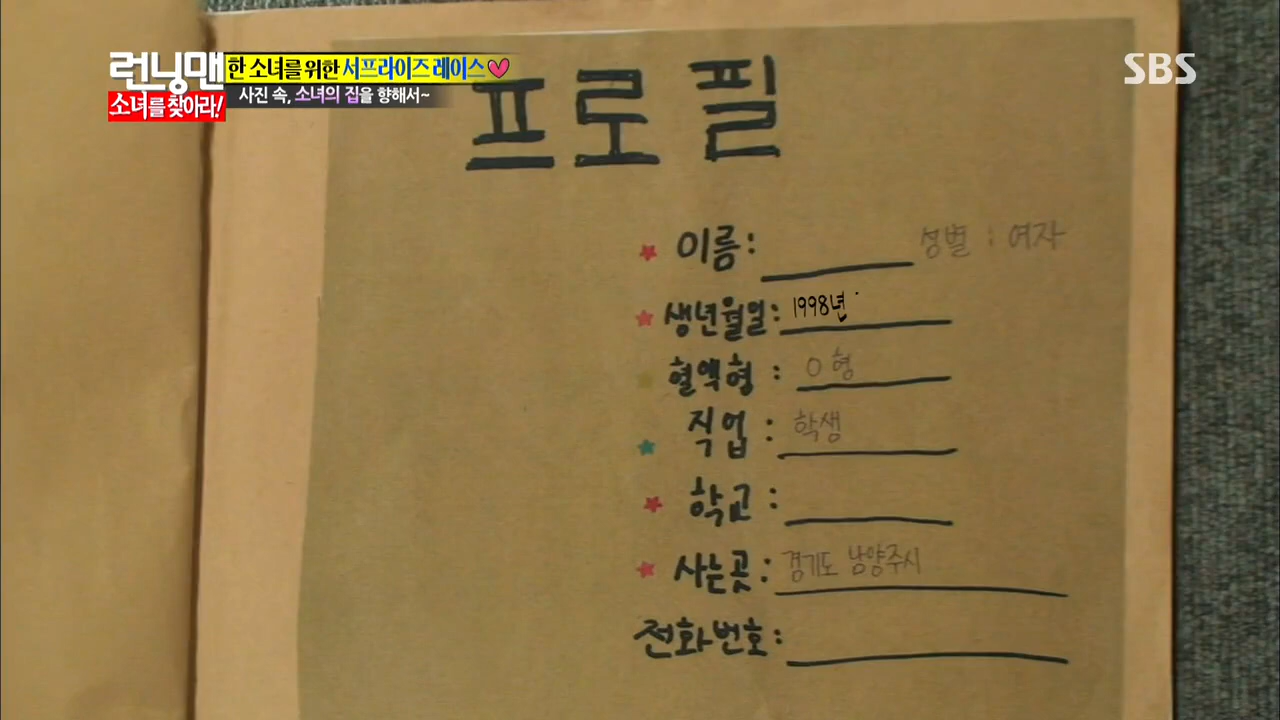 런닝맨
소녀를 찾아라!
한 소녀를 위한 서프라이즈 레이스
사진 속, 소녀의 집을 향해서~
SBS
프로필
이름: 성별 : 여자
생년월일: 1998년
혈액형 : O 형
직업 : 학생
학교 :
사는곳 : 경기도 남양주시
전화번호 :